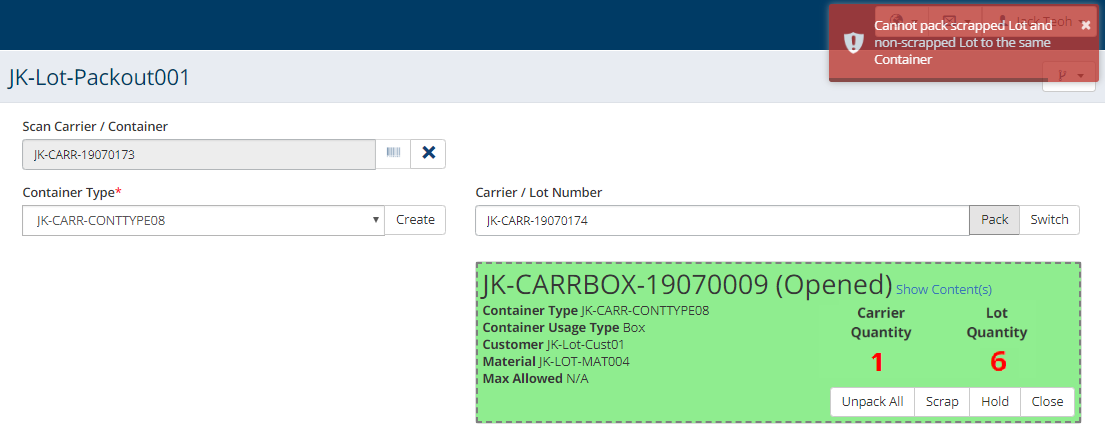 Cannot pack scrapped Lot and
non-scrapped Lot to the same
Container
JK-Lot-Packout001
Scan Carrier / Container
JK-CARR-19070173
Container Type*
JK-CARR-CONTTYPE08
Create
Carrier / Lot Number
JK-CARR-19070174
Pack
Switch
JK-CARRBOX-19070009 (Opened) Show Content(s)
Container Type JK-CARR-CONTTYPE08
Container Usage Type Box
Customer JK-Lot-Cust01
Material JK-LOT-MAT004
Max Allowed N/A
Carrier
Quantity
1
Lot
Quantity
6
Unpack All
Scrap
Hold
Close